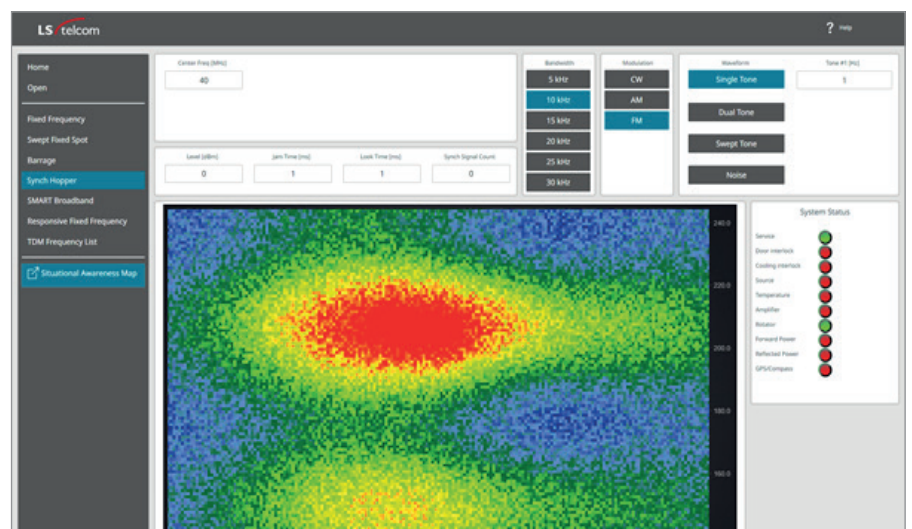 LS telcom
? Help
Home
Open
Fixed Frequency
Swept Fixed Spot
Barrage
Synch Hopper
SMART Broadband
Responsive Fixed Frequency
TDM Frequency List
Situational Awareness Map
Center Freq [MHz]
40
Level [dBm]
0
Jam Time [ms]
1
Look Time [ms]
1
Synch Signal Count
0
Bandwidth
5 kHz
10 kHz
15 kHz
20 kHz
25 kHz
30 kHz
Modulation
CW
AM
FM
Waveform
Single Tone
Dual Tone
Swept Tone
Noise
Tone #1 [Hz]
1
240.0
220.0
200.0
180.0
160.0
System Status
Service
Door interlock
Cooling interlock
Source
Temperature
Amplifier
Rotator
Forward Power
Reflected Power
GPS/Compass